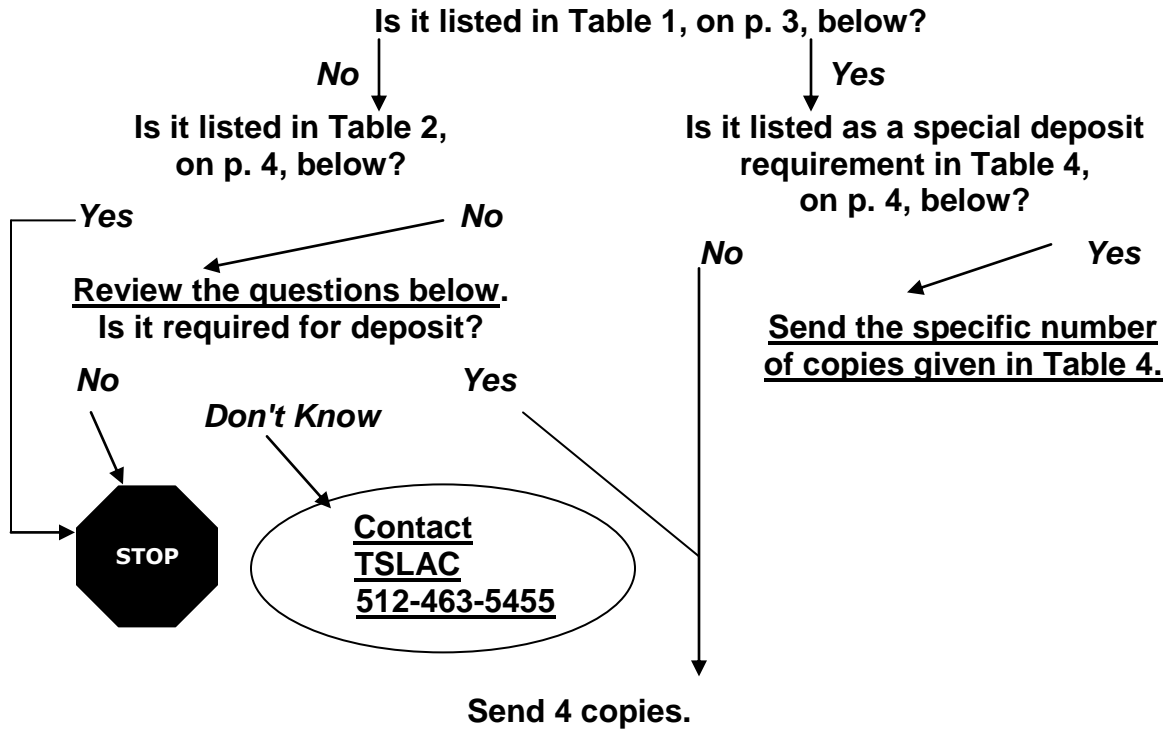 Is it listed in Table 1, on p. 3, below?
No
Yes
Is it listed in Table 2,
on p. 4, below?
Is it listed as a special deposit
requirement in Table 4,
on p. 4, below?
Yes
No
No
Yes
Review the questions below.
Is it required for deposit?
Send the specific number
of copies given in Table 4.
No
Don't Know
Yes
STOP
Contact
TSLAC
512-463-5455
Send 4 copies.